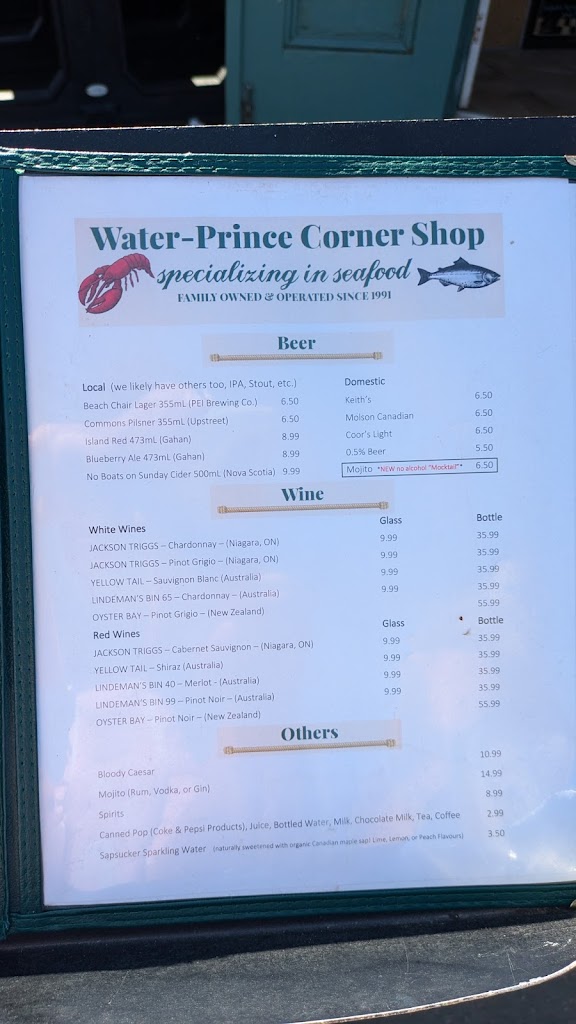 Water-Prince Corner Shop
specializing in seafood
FAMILY OWNED & OPERATED SINCE 1991
Beer
Local (we likely have others too, IPA, Stout, etc.)
Beach Chair Lager 355mL (PEI Brewing Co.) 6.50
Commons Pilsner 355mL (Upstreet) 6.50
Island Red 473mL (Gahan) 8.99
Blueberry Ale 473mL (Gahan) 8.99
No Boats on Sunday Cider 500mL (Nova Scotia) 9.99
Domestic
Keith's 6.50
Molson Canadian 6.50
Coor's Light 6.50
0.5% Beer 5.50
Mojito *NEW no alcohol "Mocktail"* 6.50
Wine
White Wines Glass Bottle
JACKSON TRIGGS – Chardonnay – (Niagara, ON) 9.99 35.99
JACKSON TRIGGS – Pinot Grigio – (Niagara, ON) 9.99 35.99
YELLOW TAIL – Sauvignon Blanc (Australia) 9.99 35.99
LINDEMAN'S BIN 65 – Chardonnay – (Australia) 9.99 35.99
OYSTER BAY – Pinot Grigio – (New Zealand) 55.99
Red Wines Glass Bottle
JACKSON TRIGGS – Cabernet Sauvignon – (Niagara, ON) 9.99 35.99
YELLOW TAIL – Shiraz (Australia) 9.99 35.99
LINDEMAN'S BIN 40 – Merlot - (Australia) 9.99 35.99
LINDEMAN'S BIN 99 – Pinot Noir – (Australia) 9.99 35.99
OYSTER BAY – Pinot Noir – (New Zealand) 55.99
Others
Bloody Caesar 10.99
Mojito (Rum, Vodka, or Gin) 14.99
Spirits 8.99
Canned Pop (Coke & Pepsi Products), Juice, Bottled Water, Milk, Chocolate Milk, Tea, Coffee 2.99
Sapsucker Sparkling Water (naturally sweetened with organic Canadian maple sap! Lime, Lemon, or Peach Flavours) 3.50